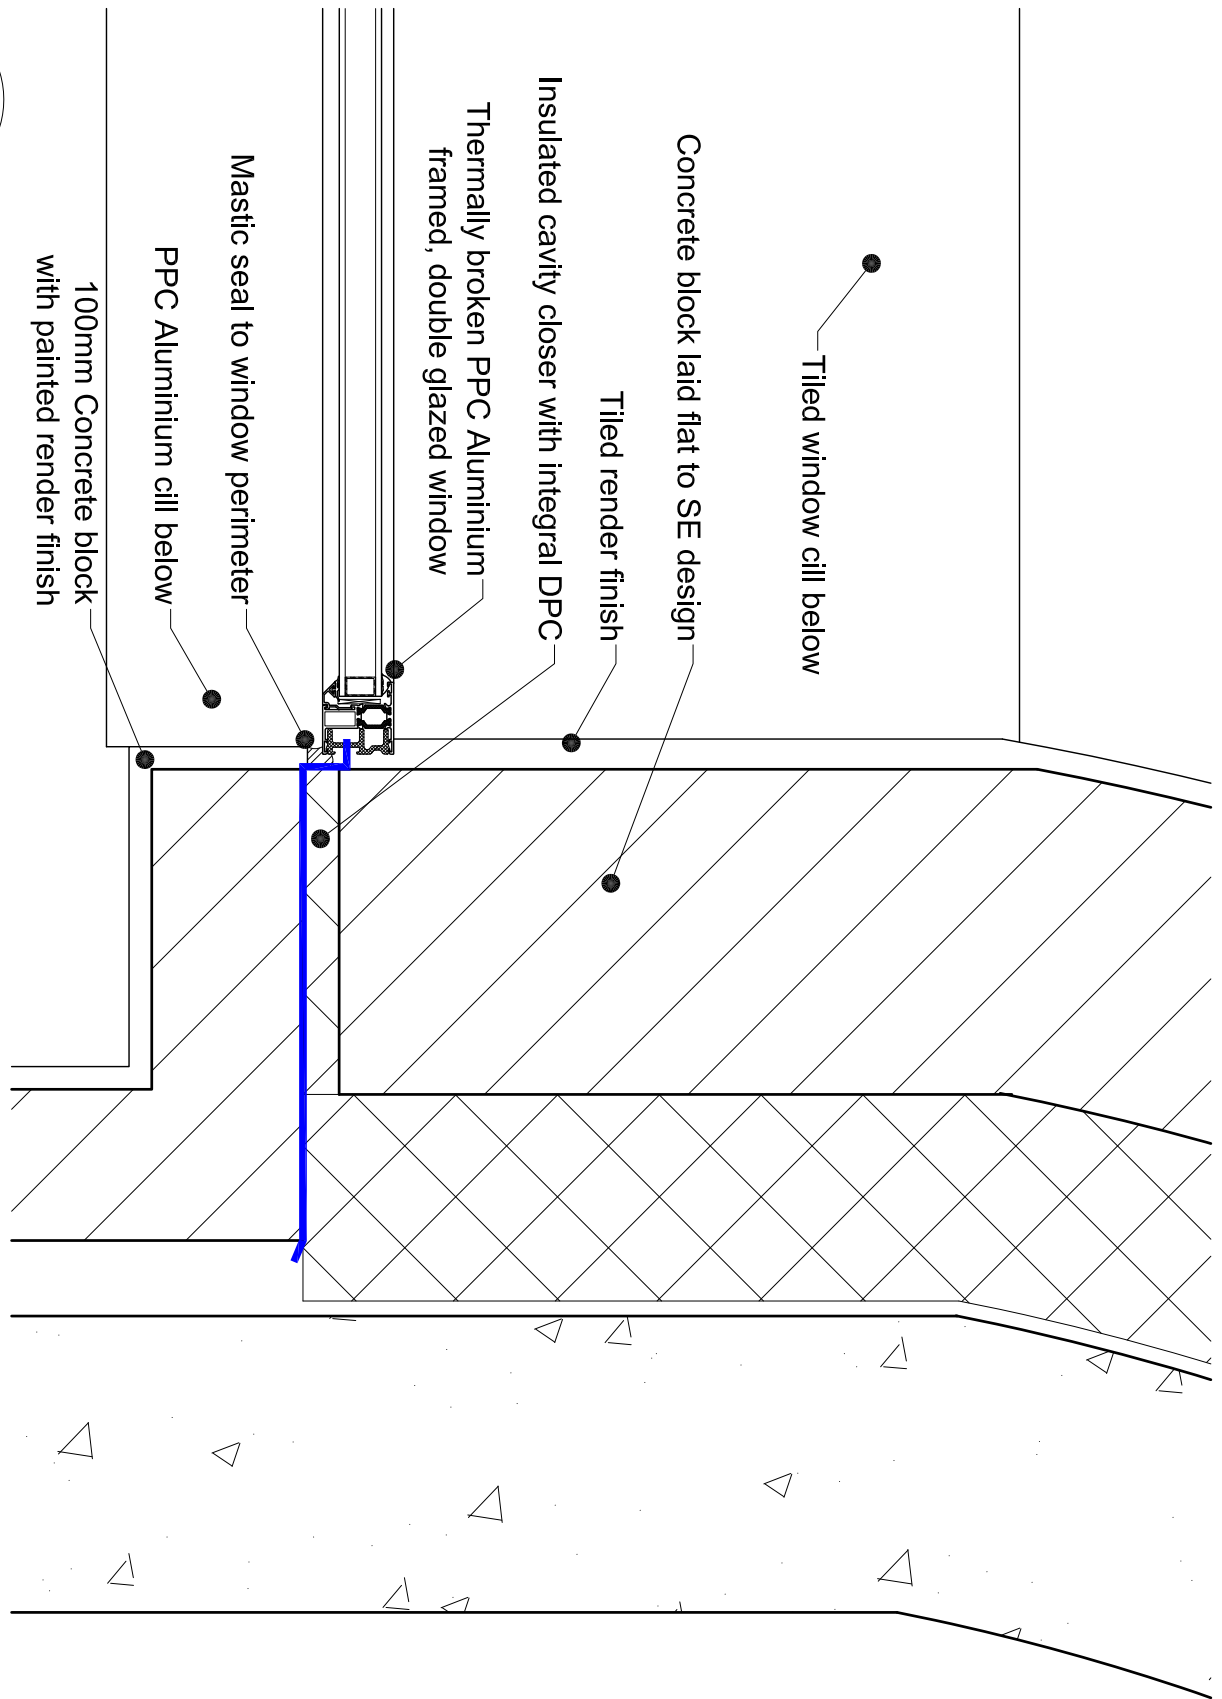 Tiled window cill below
Concrete block laid flat to SE design
Tiled render finish
Insulated cavity closer with integral DPC
Thermally broken PPC Aluminium
framed, double glazed window
Mastic seal to window perimeter
PPC Aluminium cill below
100mm Concrete block
with painted render finish